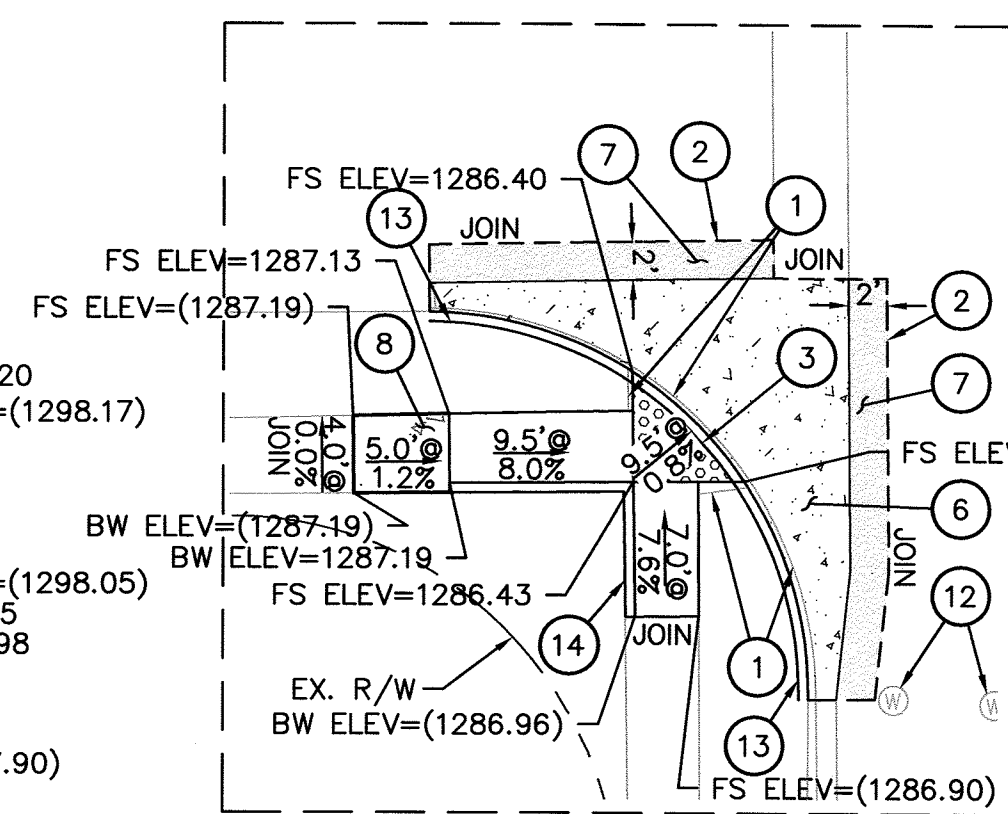 7
2
1
FS ELEV=1286.40
13
JOIN
FS ELEV=1287.13
2'
JOIN
FS ELEV=(1287.19)
2'
2
8
3
20
=(1298.17)
7
JOIN
0.0%
4.0'@
5.0'@
1.2%
9.5'@
8.0%
9.5'@
FS ELEV
6
BW ELEV=(1287.19)
BW ELEV=1287.19
7.6%
7.0'@
JOIN
=(1298.05)
FS ELEV=1286.43
12
5
98
14
JOIN
1
EX. R/W
W
W
BW ELEV=(1286.96)
13
7.90)
FS ELEV=(1286.90)